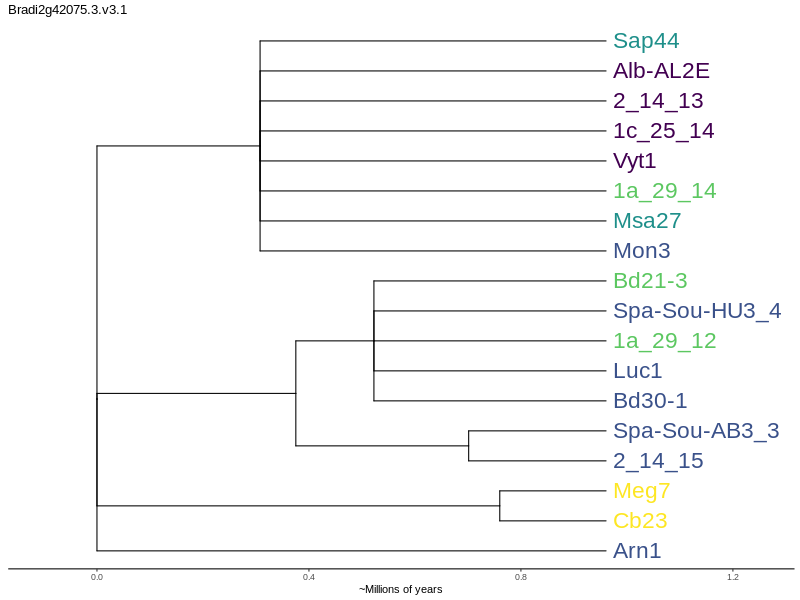 Bradi2g42075.3.v3.1
Sap44
Alb-AL2E
2_14_13
1c_25_14
Vyt1
1a_29_14
Msa27
Mon3
Bd21-3
Spa-Sou-HU3_4
1a_29_12
Luc1
Bd30-1
Spa-Sou-AB3_3
2_14_15
Meg7
Cb23
Arn1
0.0 0.4 0.8 1.2
~Millions of years